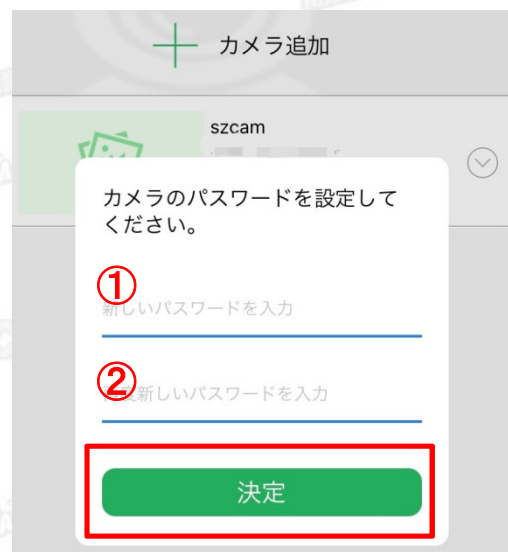 カメラ追加
szcam
カメラのパスワードを設定して
ください。
①
新しいパスワードを入力
②
度新しいパスワードを入力
決定